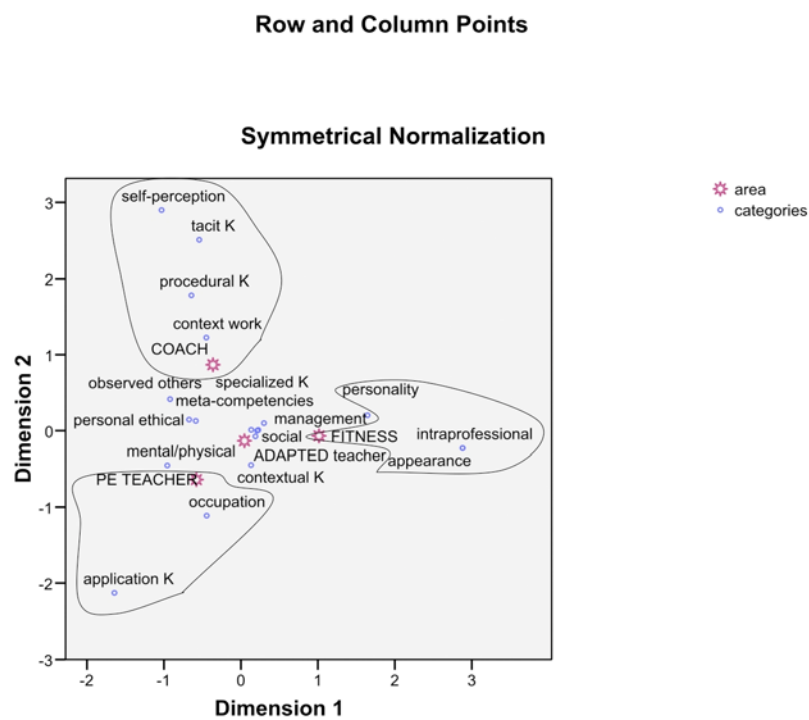 Row and Column Points
Symmetrical Normalization
area
categories
self-perception
tacit K
procedural K
context work
COACH
observed others
specialized K
meta-competencies
personality
personal ethical
management
social
FITNESS
intraprofessional
mental/physical
ADAPTED teacher
appearance
PE TEACHER
contextual K
occupation
application K
3
2
1
0
-1
-2
-3
Dimension 2
-2
-1
0
1
2
3
Dimension 1